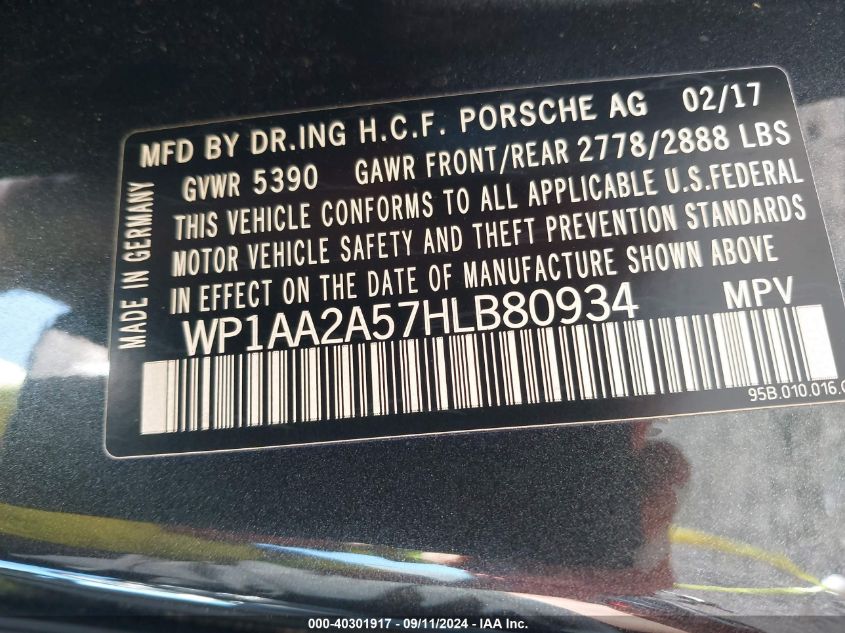 MFD BY DR.ING H.C.F. PORSCHE AG 02/17
GVWR 5390 GAWR FRONT/REAR 2778/2888 LBS
THIS VEHICLE CONFORMS TO ALL APPLICABLE U.S.FEDERAL
MOTOR VEHICLE SAFETY AND THEFT PREVENTION STANDARDS
IN EFFECT ON THE DATE OF MANUFACTURE SHOWN ABOVE
WP1AA2A57HLB80934 MPV
MADE IN GERMANY
95B.010.016.
000-40301917 - 09/11/2024 - © IAA Inc.